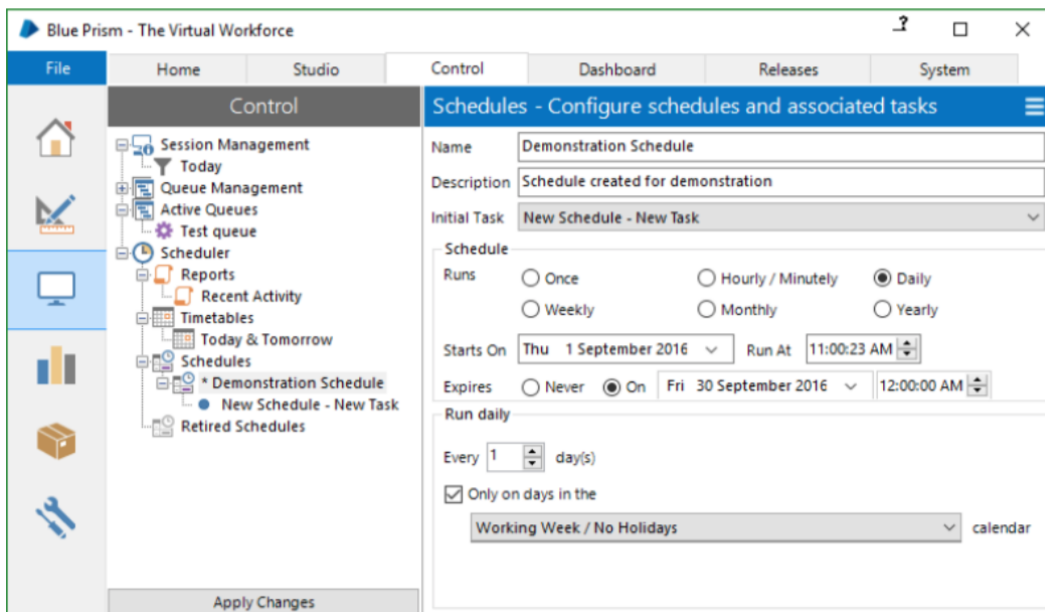 Blue Prism - The Virtual Workforce
File Home Studio Control Dashboard Releases System
Control
Session Management
Today
Queue Management
Active Queues
Test queue
Scheduler
Reports
Recent Activity
Timetables
Today & Tomorrow
Schedules
* Demonstration Schedule
New Schedule - New Task
Retired Schedules
Apply Changes
Schedules - Configure schedules and associated tasks
Name Demonstration Schedule
Description Schedule created for demonstration
Initial Task New Schedule - New Task
Schedule
Runs Once Hourly / Minutely Daily
Weekly Monthly Yearly
Starts On Thu 1 September 2016 Run At 11:00:23 AM
Expires Never On Fri 30 September 2016 12:00:00 AM
Run daily
Every 1 day(s)
Only on days in the
Working Week / No Holidays calendar